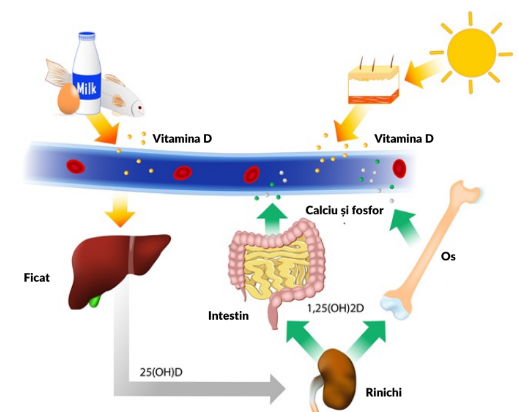 Milk
Vitamina D
Vitamina D
Calciu și fosfor
Os
Ficat
Intestin
1,25(OH)2D
25(OH)D
Rinichi